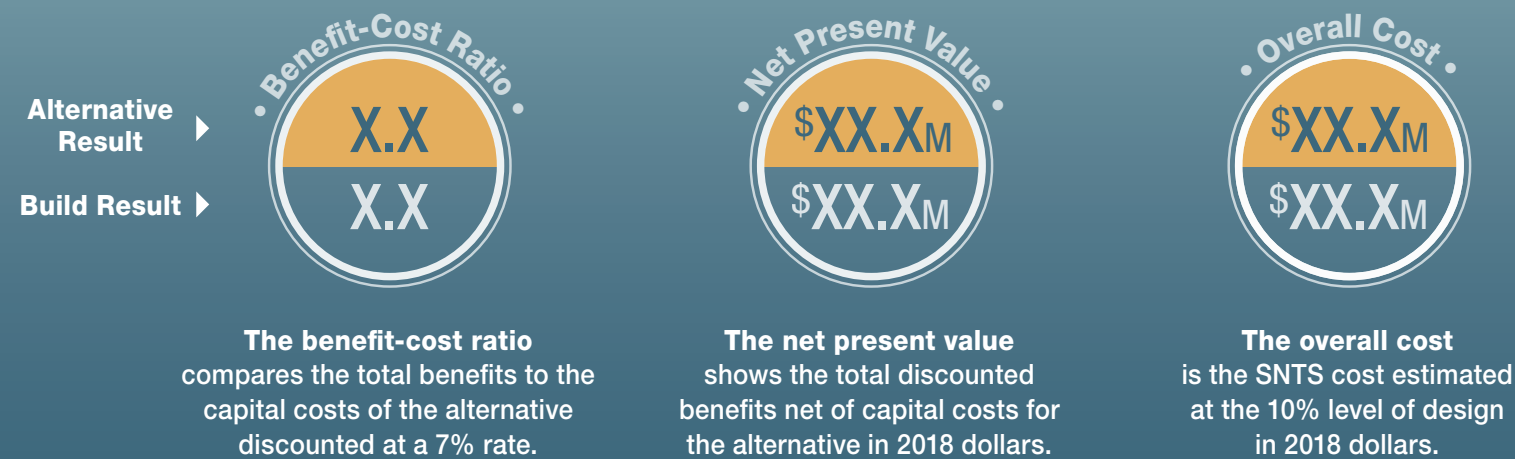 • Benefit-Cost Ratio •
• Net Present Value •
• Overall Cost •
Alternative
Result
X.X
$XX.XM
$XX.XM
Build Result
X.X
$XX.XM
$XX.XM
The benefit-cost ratio
compares the total benefits to the
capital costs of the alternative
discounted at a 7% rate.
The net present value
shows the total discounted
benefits net of capital costs for
the alternative in 2018 dollars.
The overall cost
is the SNTS cost estimated
at the 10% level of design
in 2018 dollars.